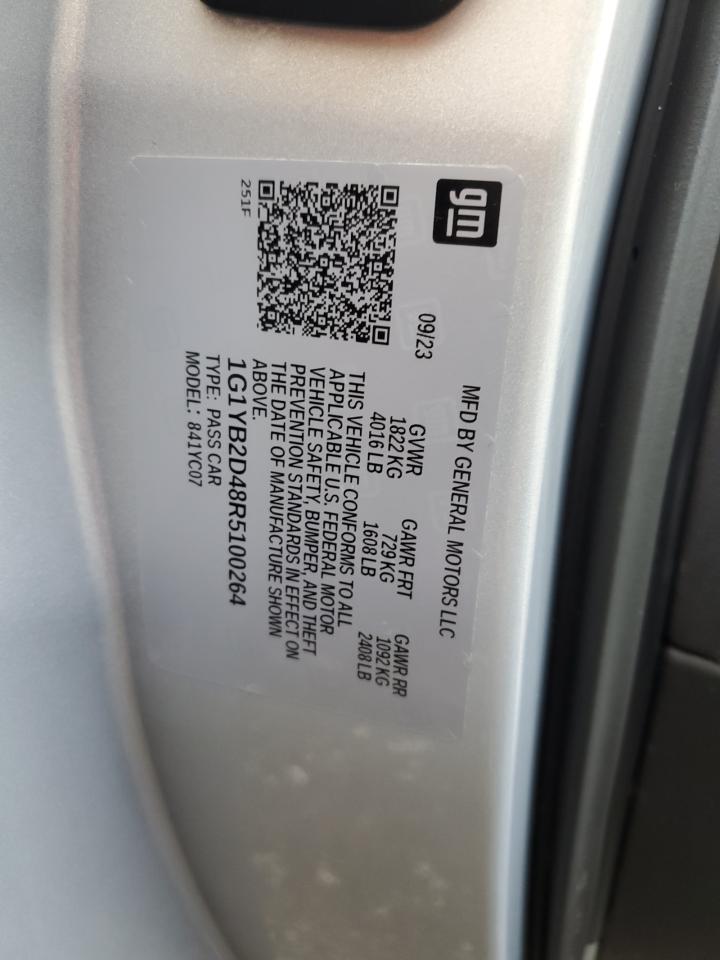 gm
MFD BY GENERAL MOTORS LLC
09/23
GVWR GAWR FRT GAWR RR
1822 KG 729 KG 1092 KG
4016 LB 1608 LB 2408 LB
THIS VEHICLE CONFORMS TO ALL
APPLICABLE U.S. FEDERAL MOTOR
VEHICLE SAFETY, BUMPER, AND THEFT
PREVENTION STANDARDS IN EFFECT ON
THE DATE OF MANUFACTURE SHOWN
ABOVE.
251F
1G1YB2D48R5100264
TYPE: PASS CAR
MODEL: 841YC07